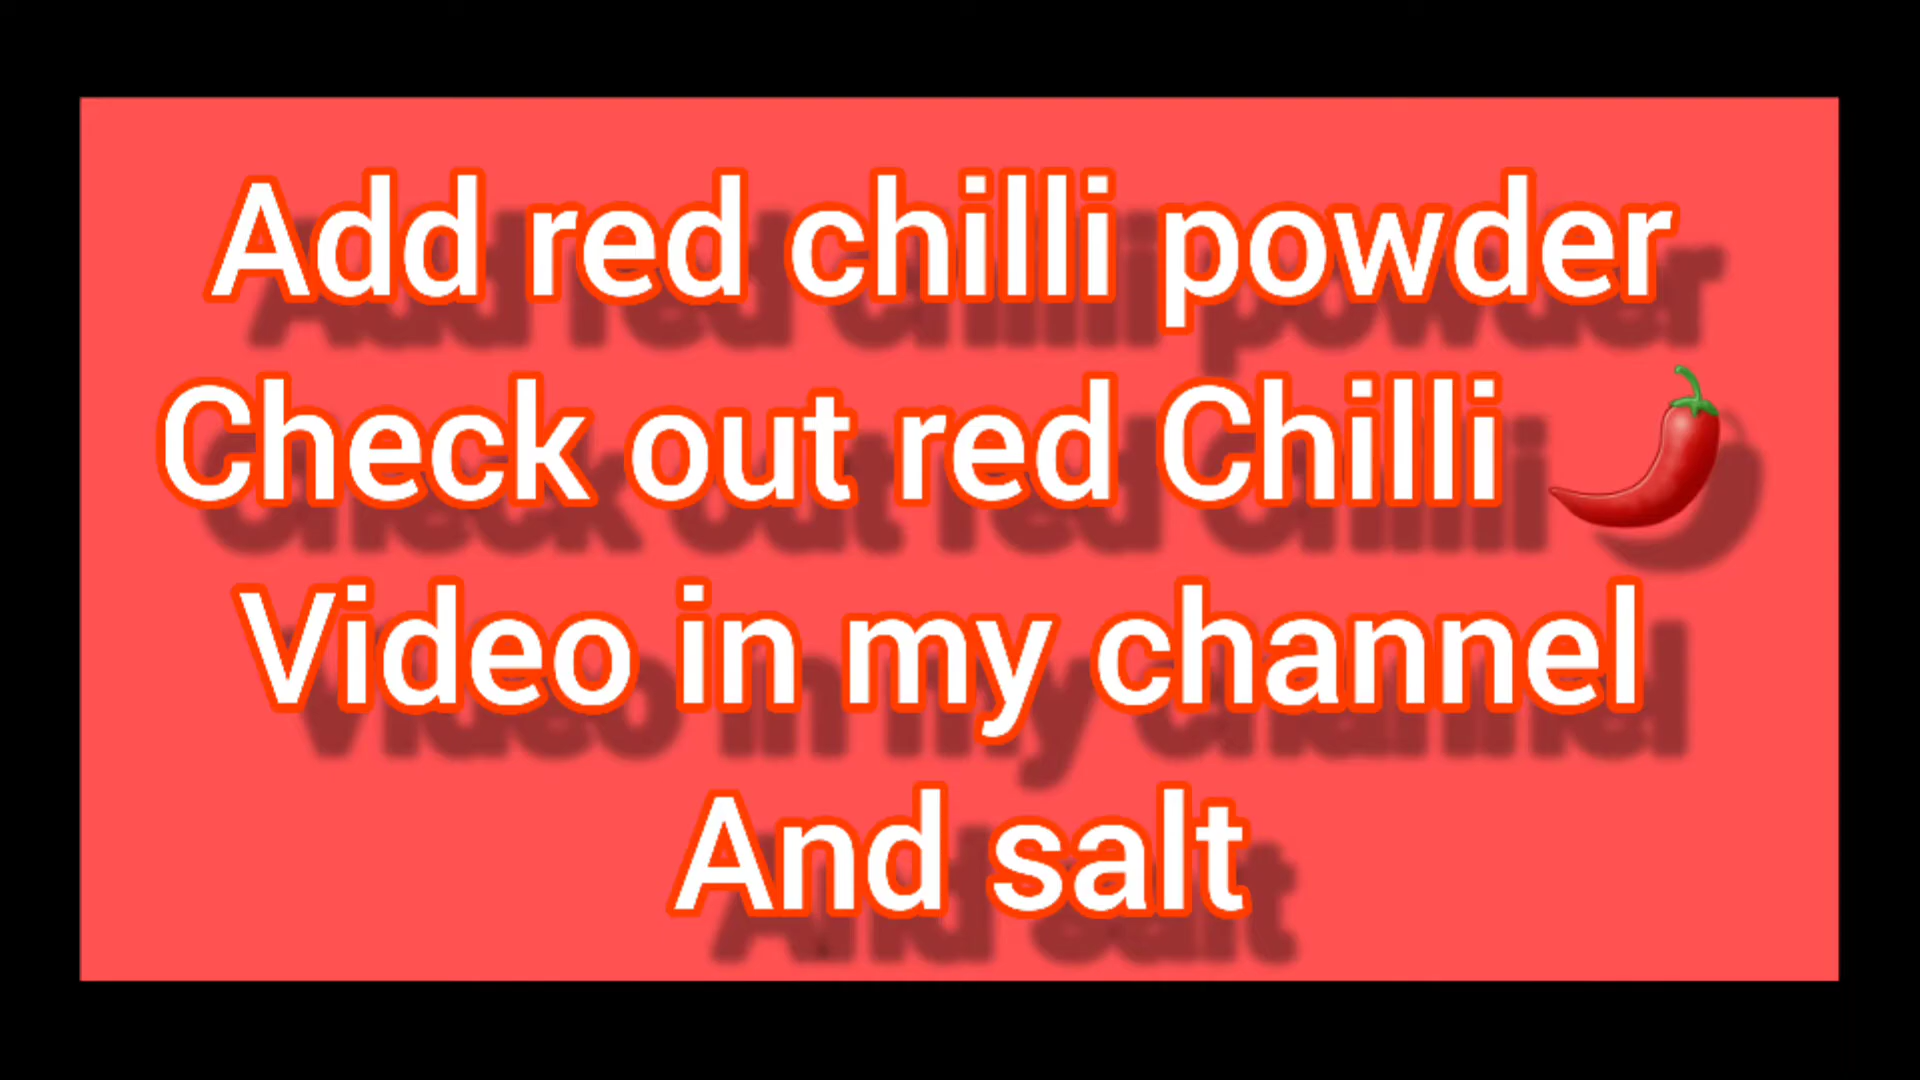 Add red chilli powder
Check out red Chilli 🌶️
Video in my channel
And salt